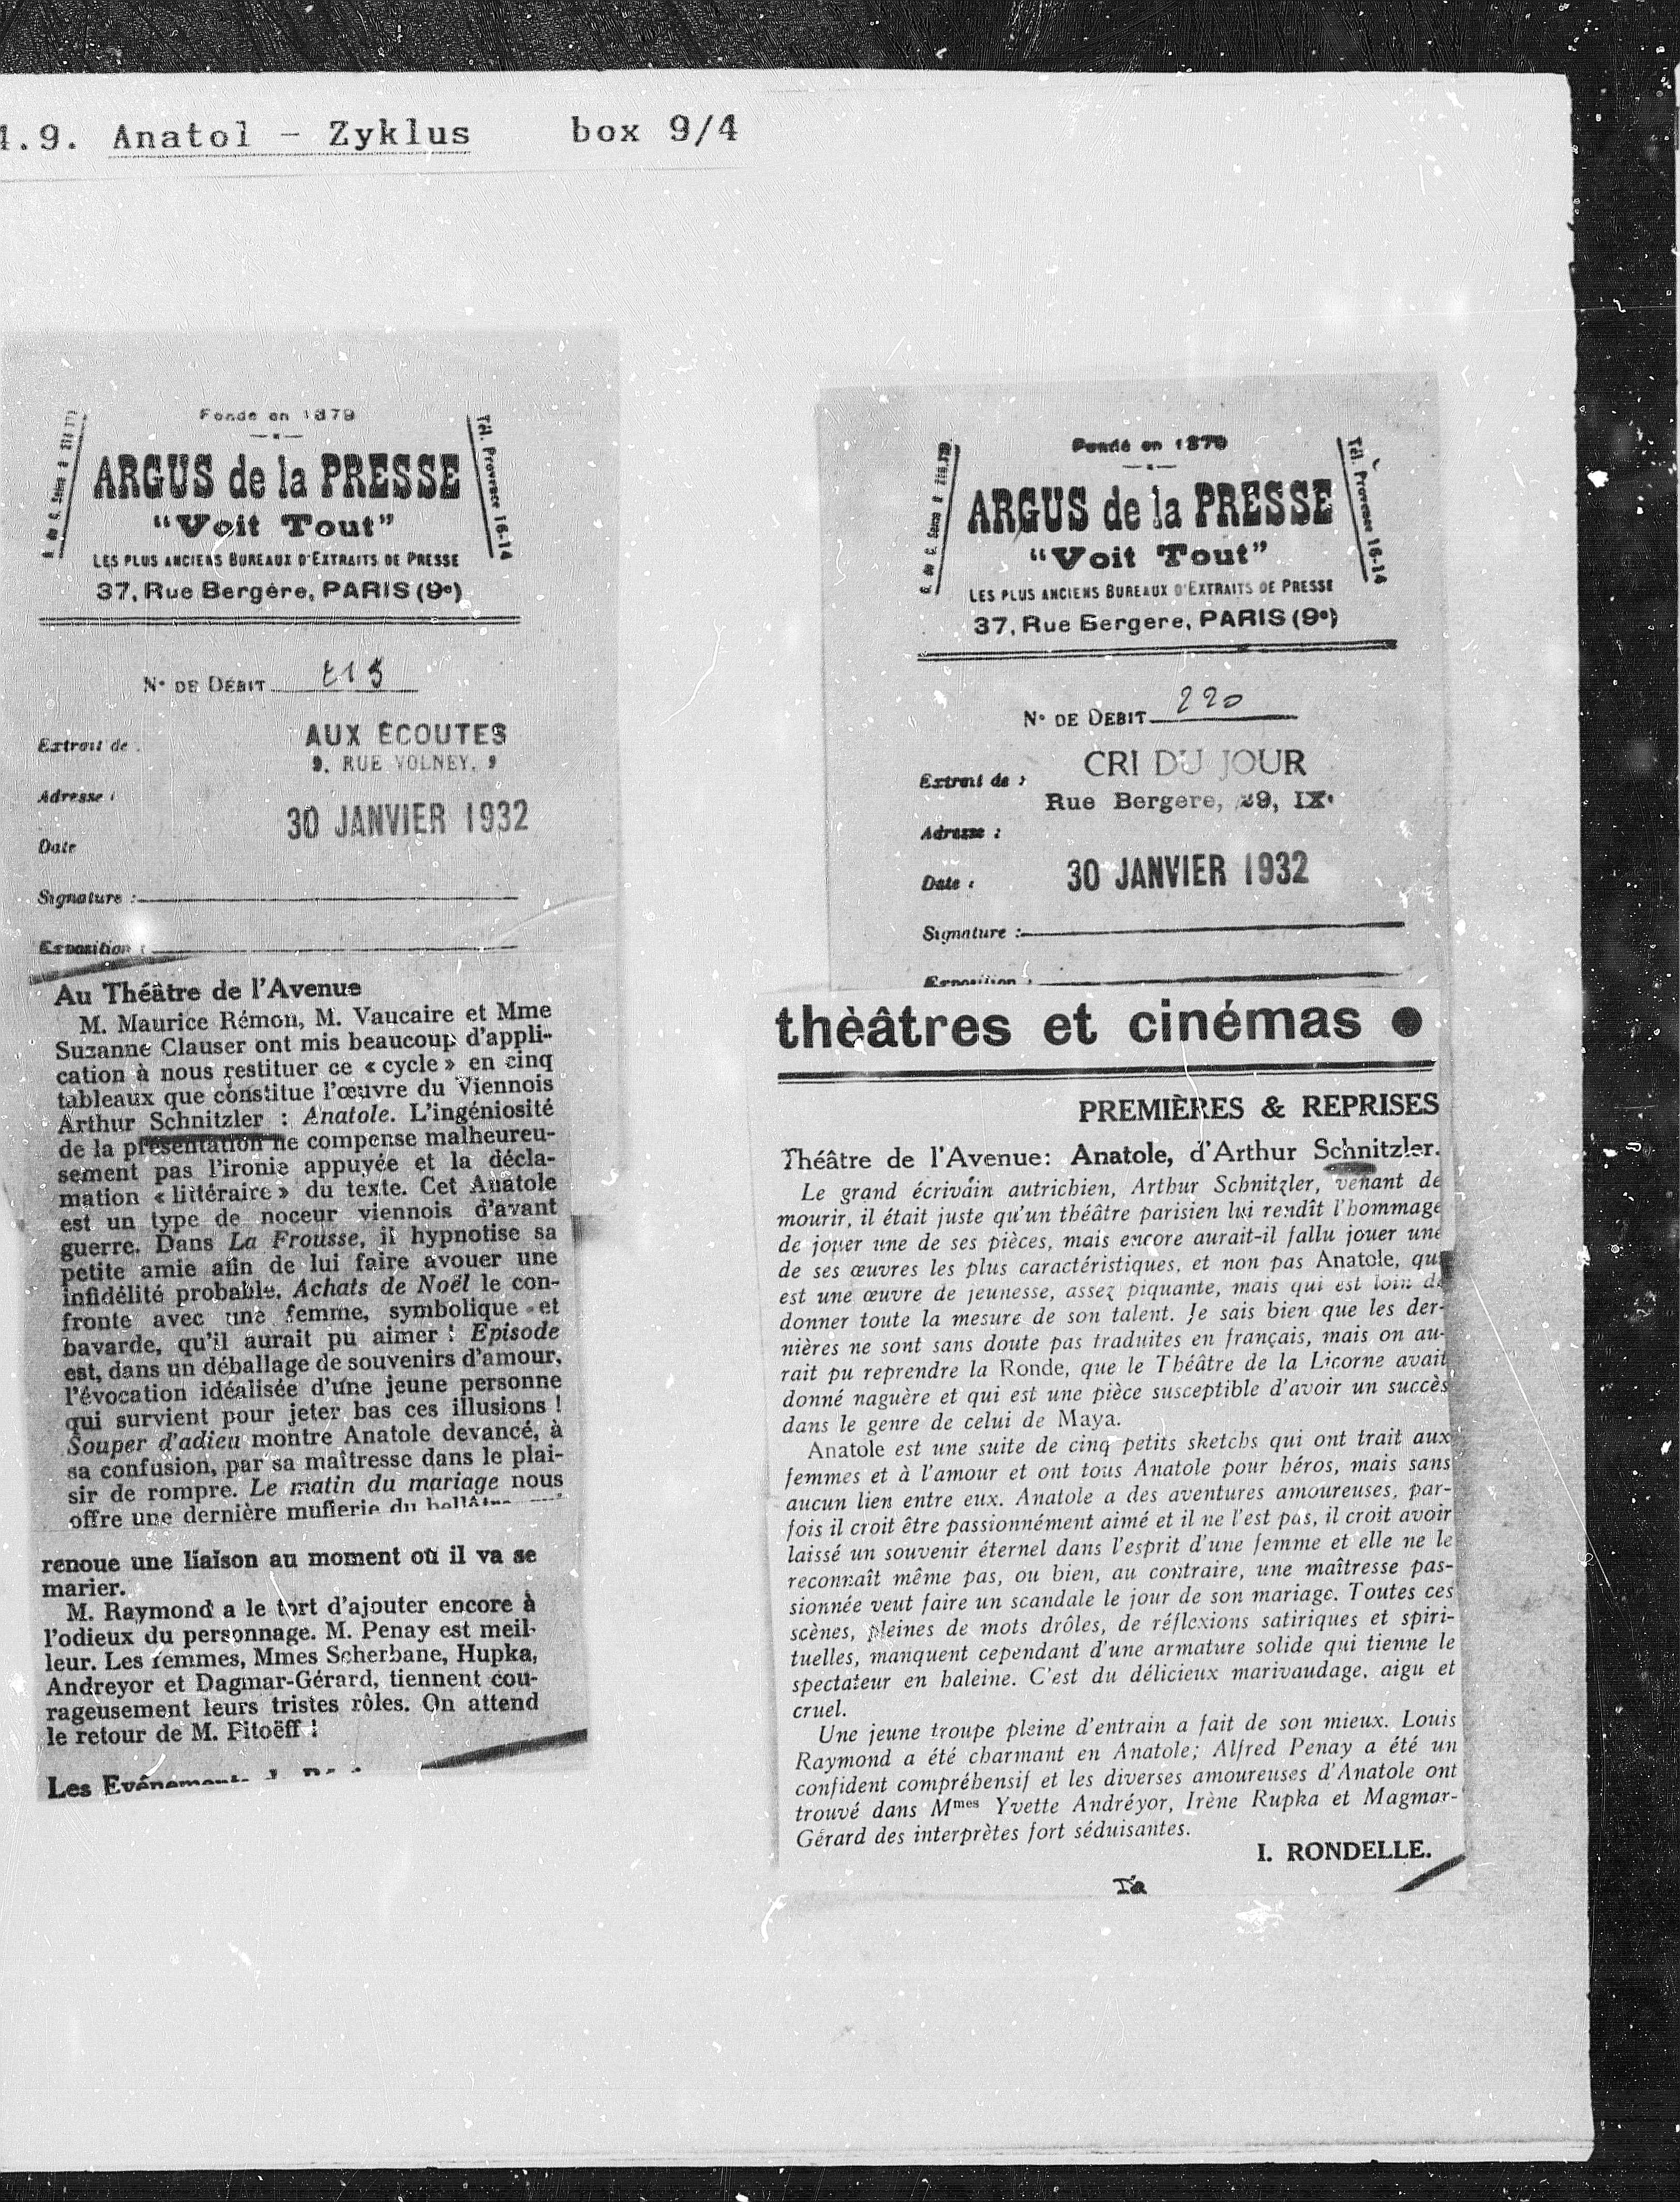 4.9. Anatol - Zyklus box 9/4
Fondé en 1879
ARGUS de la PRESSE
"Voit Tout"
LES PLUS ANCIENS BUREAUX D'EXTRAITS DE PRESSE
37, Rue Bergère, PARIS (9e)
Tél. Provence 16-14
N° DE DÉBIT
Extrait de
AUX ÉCOUTES
9, RUE VOLNEY, 9
Adresse :
30 JANVIER 1932
Date
Signature :
Exposition :
Au Théâtre de l'Avenue
M. Maurice Rémon, M. Vaucaire et Mme
Suzanne Clauser ont mis beaucoup d'appli-
cation à nous restituer ce « cycle » en cinq
tableaux que constitue l'œuvre du Viennois
Arthur Schnitzler : Anatole. L'ingéniosité
de la présentation ne compense malheureu-
sement pas l'ironie appuyée et la décla-
mation « littéraire » du texte. Cet Anatole
est un type de noceur viennois d'avant
guerre. Dans La Frousse, il hypnotise sa
petite amie afin de lui faire avouer une
infidélité probable. Achats de Noël le con-
fronte avec une femme, symbolique et
bavarde, qu'il aurait pu aimer ! Episode
est, dans un déballage de souvenirs d'amour,
l'évocation idéalisée d'une jeune personne
qui survient pour jeter bas ces illusions !
Souper d'adieu montre Anatole devancé, à
sa confusion, par sa maîtresse dans le plai-
sir de rompre. Le matin du mariage nous
offre une dernière muflerie du bellâtre
renoue une liaison au moment où il va se
marier.
M. Raymond a le tort d'ajouter encore à
l'odieux du personnage. M. Penay est meil-
leur. Les femmes, Mmes Scherbane, Hupka,
Andreyor et Dagmar-Gérard, tiennent cou-
rageusement leurs tristes rôles. On attend
le retour de M. Pitoëff !
Les Evénements
Fondé en 1879
ARGUS de la PRESSE
"Voit Tout"
LES PLUS ANCIENS BUREAUX D'EXTRAITS DE PRESSE
37, Rue Bergère, PARIS (9e)
Tél. Provence 16-14
N° DE DÉBIT 220
Extrait de :
CRI DU JOUR
Rue Bergere, 29, IXe
Adresse :
Date :
30 JANVIER 1932
Signature :
Exposition :
thèâtres et cinémas ●
PREMIÈRES & REPRISES
Théâtre de l'Avenue: Anatole, d'Arthur Schnitzler.
Le grand écrivain autrichien, Arthur Schnitzler, venant de
mourir, il était juste qu'un théâtre parisien lui rendît l'hommage
de jouer une de ses pièces, mais encore aurait-il fallu jouer une
de ses œuvres les plus caractéristiques, et non pas Anatole, qui
est une œuvre de jeunesse, assez piquante, mais qui est loin de
donner toute la mesure de son talent. Je sais bien que les der-
nières ne sont sans doute pas traduites en français, mais on au-
rait pu reprendre la Ronde, que le Théâtre de la Licorne avait
donné naguère et qui est une pièce susceptible d'avoir un succès
dans le genre de celui de Maya.
Anatole est une suite de cinq petits sketchs qui ont trait aux
femmes et à l'amour et ont tous Anatole pour héros, mais sans
aucun lien entre eux. Anatole a des aventures amoureuses, par-
fois il croit être passionnément aimé et il ne l'est pas, il croit avoir
laissé un souvenir éternel dans l'esprit d'une femme et elle ne le
reconnaît même pas, ou bien, au contraire, une maîtresse pas-
sionnée veut faire un scandale le jour de son mariage. Toutes ces
scènes, pleines de mots drôles, de réflexions satiriques et spiri-
tuelles, manquent cependant d'une armature solide qui tienne le
spectateur en haleine. C'est du délicieux marivaudage, aigu et
cruel.
Une jeune troupe pleine d'entrain a fait de son mieux. Louis
Raymond a été charmant en Anatole; Alfred Penay a été un
confident compréhensif et les diverses amoureuses d'Anatole ont
trouvé dans Mmes Yvette Andréyor, Irène Rupka et Magmar-
Gérard des interprètes fort séduisantes.
I. RONDELLE.